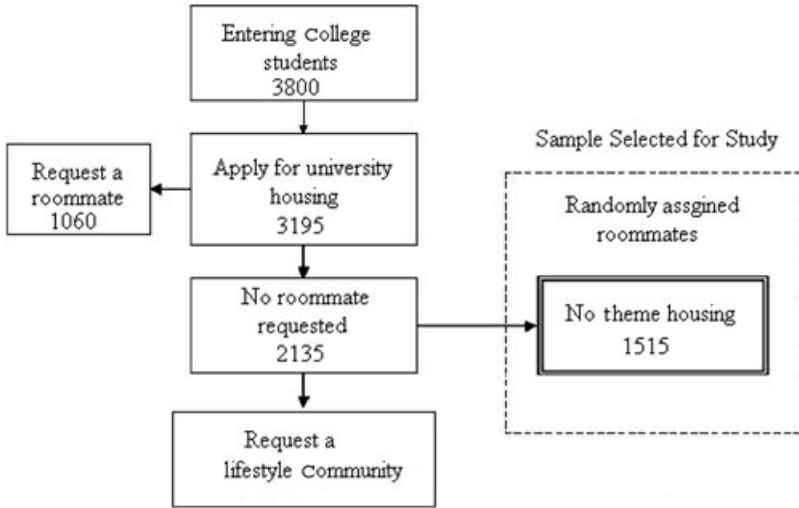 Entering College
students
3800
Apply for university
housing
3195
Request a
roommate
1060
No roommate
requested
2135
Request a
lifestyle Community
Sample Selected for Study
Randomly assgined
roommates
No theme housing
1515